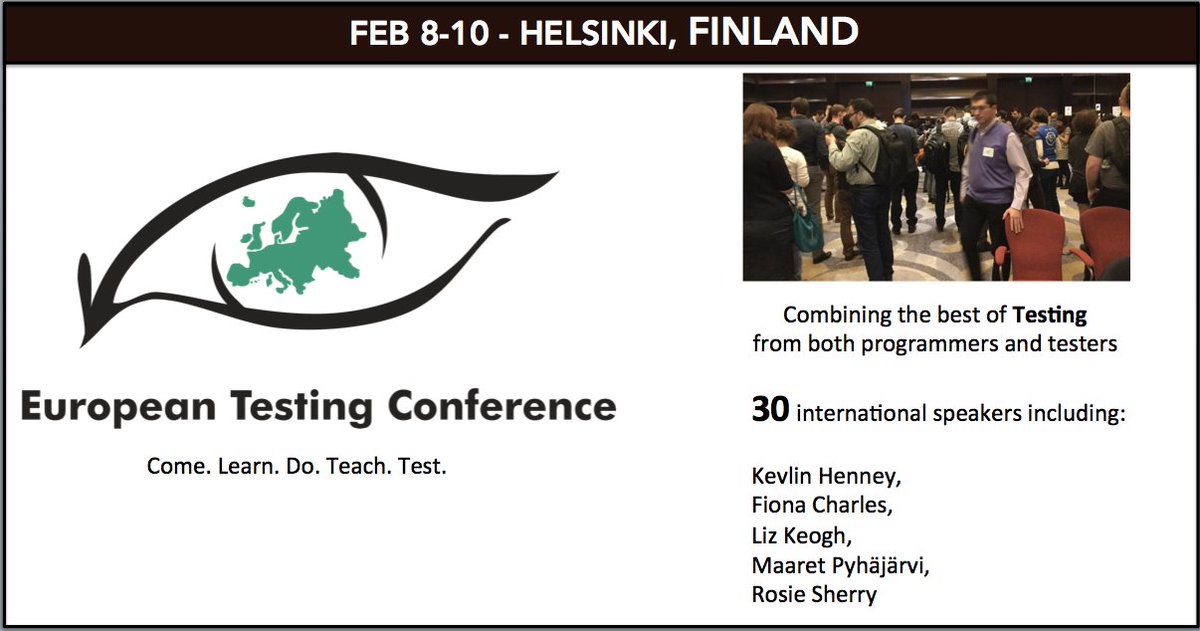 FEB 8-10 - HELSINKI, FINLAND
European Testing Conference
Come. Learn. Do. Teach. Test.
Combining the best of Testing
from both programmers and testers
30 international speakers including:
Kevlin Henney,
Fiona Charles,
Liz Keogh,
Maaret Pyhäjärvi,
Rosie Sherry